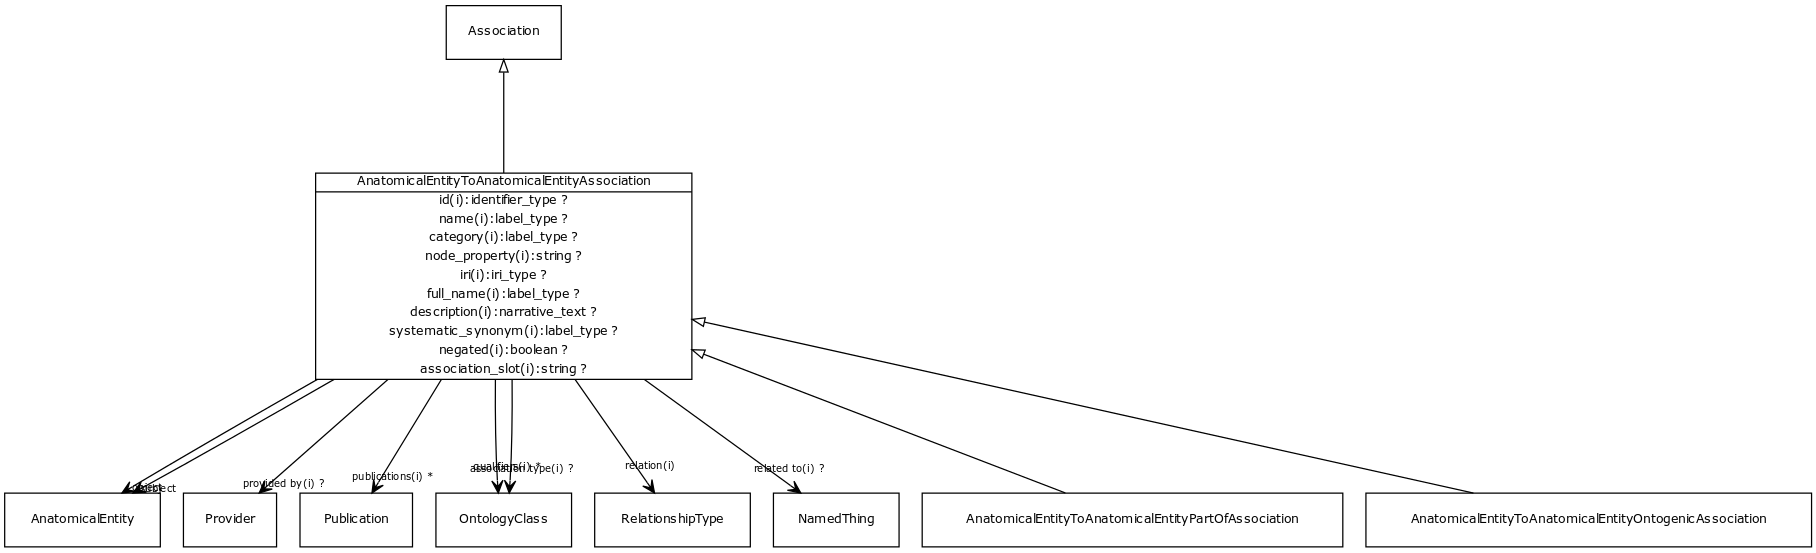 Association
AnatomicalEntityToAnatomicalEntityAssociation
id(i):identifier_type ?
name(i):label_type ?
category(i):label_type ?
node_property(i):string ?
iri(i):iri_type ?
full_name(i):label_type ?
description(i):narrative_text ?
systematic_synonym(i):label_type ?
negated(i):boolean ?
association_slot(i):string ?
provided by(i) ?
publications(i) *
qualifiers(i) *
association type(i) ?
relation(i)
related to(i) ?
AnatomicalEntity
Provider
Publication
OntologyClass
RelationshipType
NamedThing
AnatomicalEntityToAnatomicalEntityPartOfAssociation
AnatomicalEntityToAnatomicalEntityOntogenicAssociation